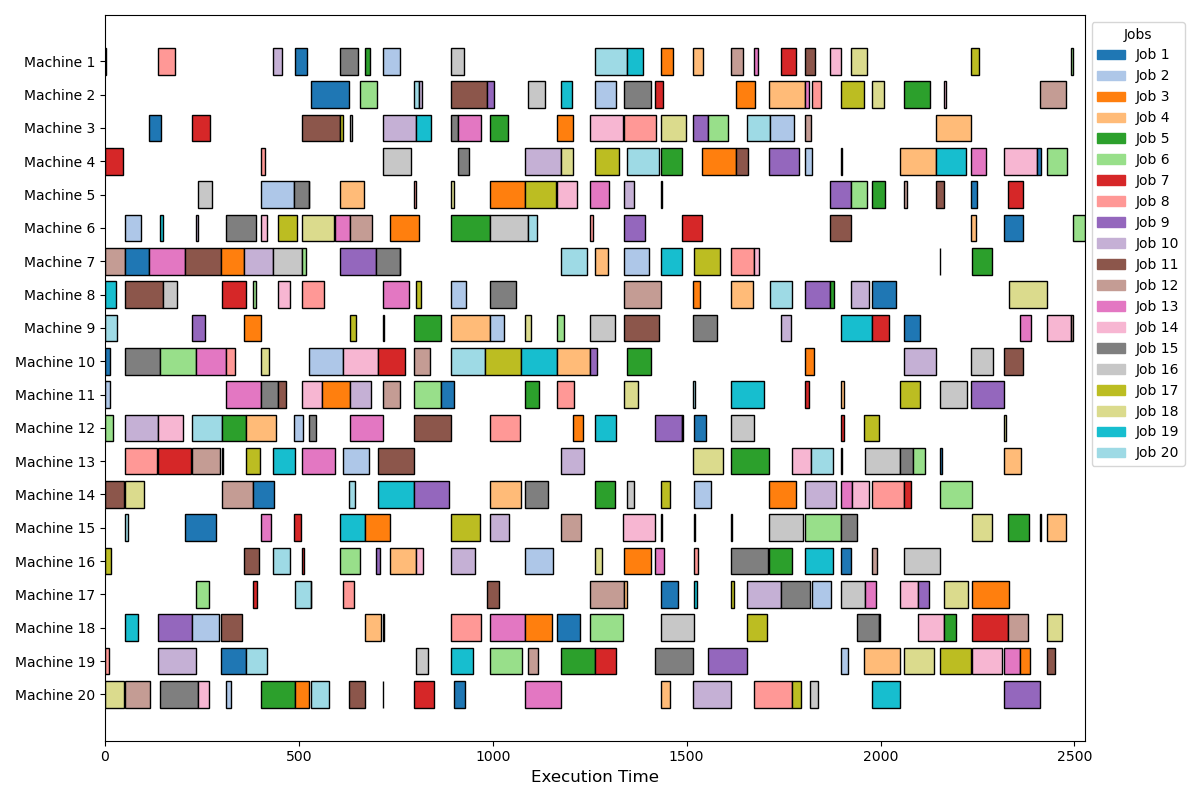 Machine 1
Machine 2
Machine 3
Machine 4
Machine 5
Machine 6
Machine 7
Machine 8
Machine 9
Machine 10
Machine 11
Machine 12
Machine 13
Machine 14
Machine 15
Machine 16
Machine 17
Machine 18
Machine 19
Machine 20
0 500 1000 1500 2000 2500
Execution Time
Jobs
Job 1
Job 2
Job 3
Job 4
Job 5
Job 6
Job 7
Job 8
Job 9
Job 10
Job 11
Job 12
Job 13
Job 14
Job 15
Job 16
Job 17
Job 18
Job 19
Job 20